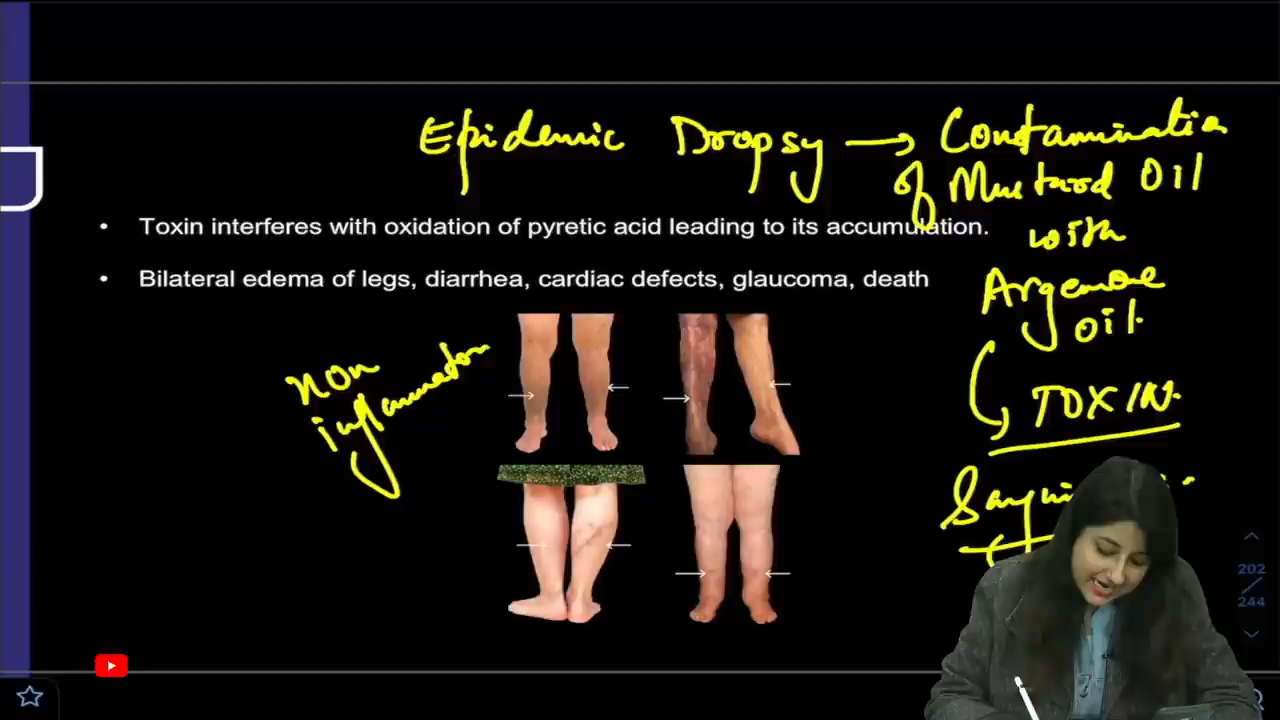 Epidemic Dropsy → Contamination
of Mustard Oil
• Toxin interferes with oxidation of pyretic acid leading to its accumulation.
with
• Bilateral edema of legs, diarrhea, cardiac defects, glaucoma, death
Argemone
oil.
non
inflammatory
TOXIN.
202
244